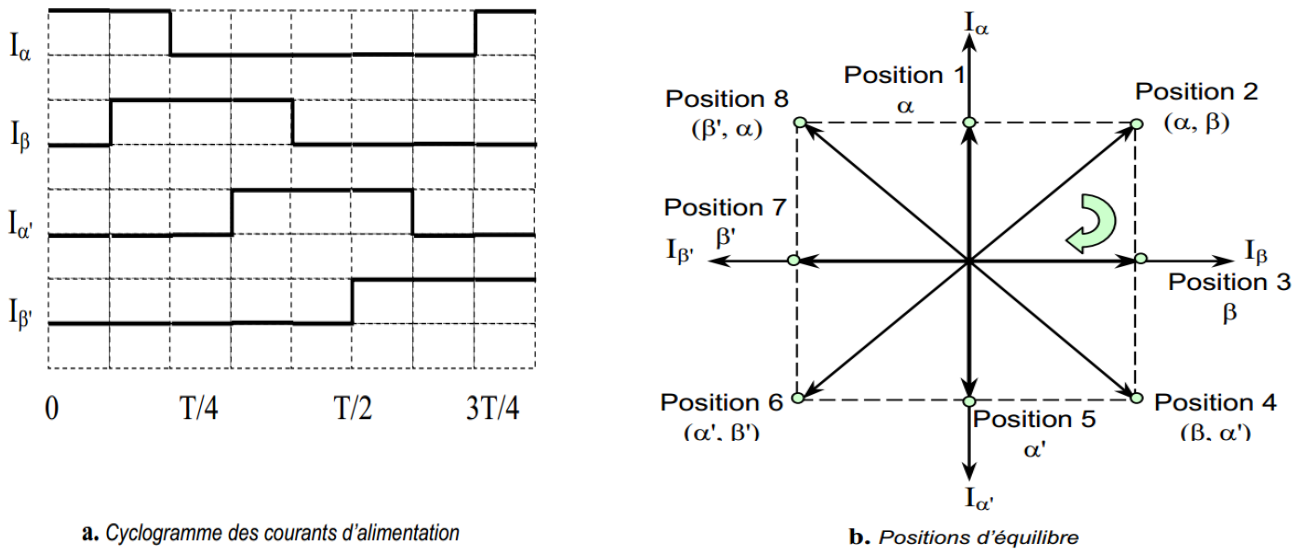 Iα
Iβ
Iα'
Iβ'
0 T/4 T/2 3T/4
a. Cyclogramme des courants d'alimentation
Iα
Position 1
α
Position 8
(β', α)
Position 2
(α, β)
Position 7
β'
Iβ'
Iβ
Position 3
β
Position 6
(α', β')
Position 5
α'
Position 4
(β, α')
Iα'
b. Positions d'équilibre